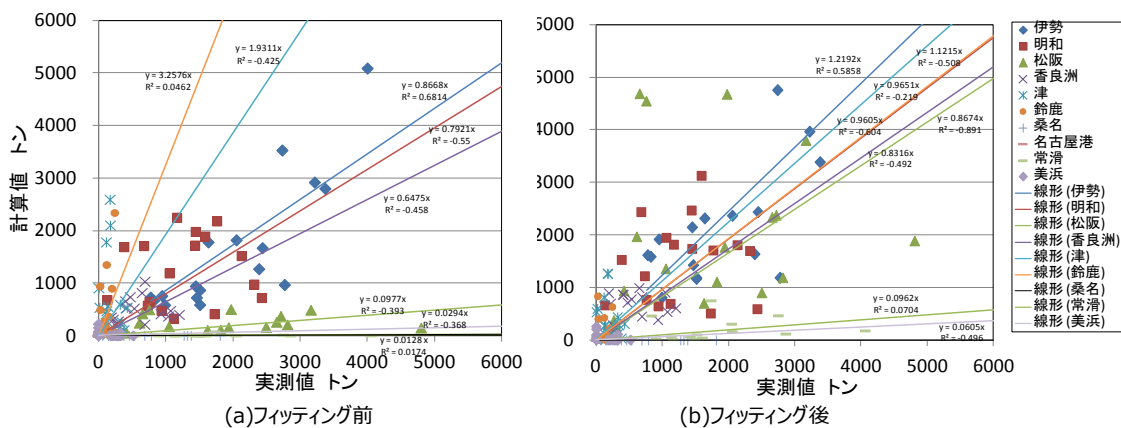 6000
5000
4000
3000
2000
1000
0
計算値 トン
y = 3.2576x
R² = 0.0462
y = 1.9311x
R² = -0.425
y = 0.8668x
R² = 0.6814
y = 0.7921x
R² = -0.55
y = 0.6475x
R² = -0.458
y = 0.0977x
R² = -0.393
y = 0.0294x
R² = -0.368
y = 0.0128x
R² = 0.0174
0 1000 2000 3000 4000 5000 6000
実測値 トン
(a)フィッティング前
6000
5000
4000
3000
2000
1000
0
y = 1.2192x
R² = 0.5858
y = 1.1215x
R² = -0.508
y = 0.9651x
R² = -0.219
y = 0.9605x
R² = -0.604
y = 0.8674x
R² = -0.891
y = 0.8316x
R² = -0.492
y = 0.0962x
R² = 0.0704
y = 0.0605x
R² = -0.496
0 1000 2000 3000 4000 5000 6000
実測値 トン
(b)フィッティング後
伊勢
明和
松阪
香良洲
津
鈴鹿
桑名
名古屋港
常滑
美浜
線形 (伊勢)
線形 (明和)
線形 (松阪)
線形 (香良洲)
線形 (津)
線形 (鈴鹿)
線形 (桑名)
線形 (常滑)
線形 (美浜)